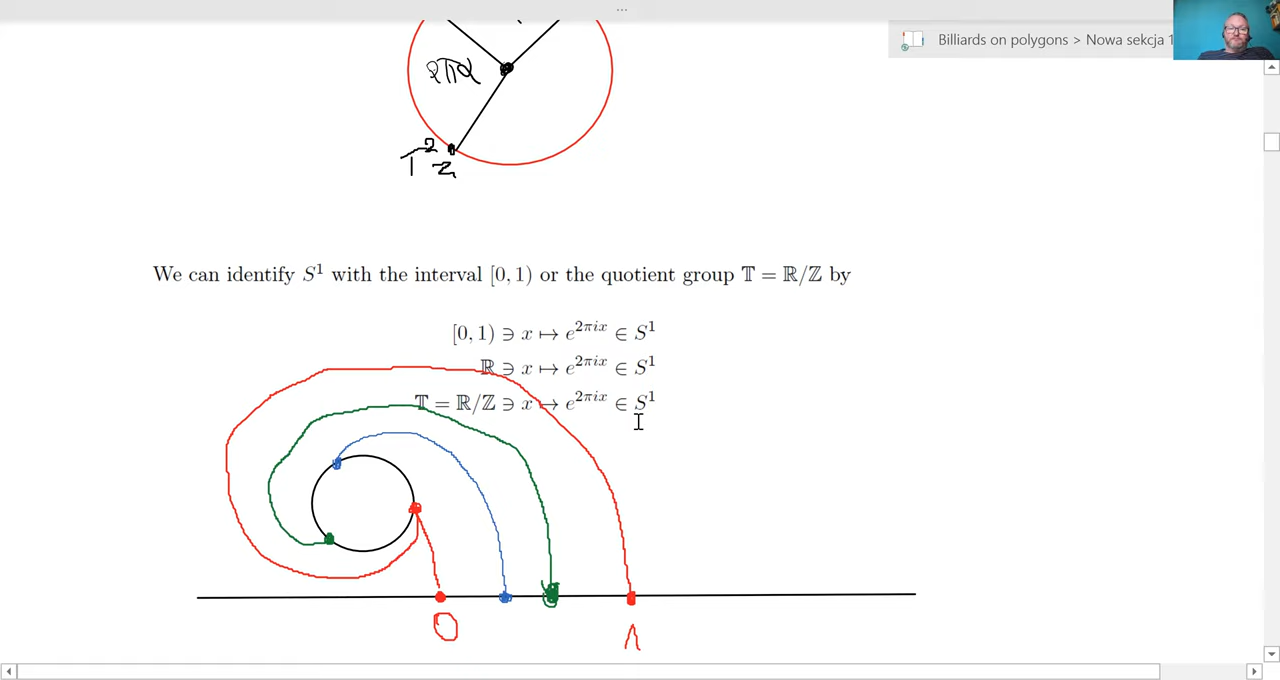 ...
Billiards on polygons > Nowa sekcja 1
2πα
T²z
We can identify S¹ with the interval [0, 1) or the quotient group 𝕋 = ℝ/ℤ by
[0, 1) ∋ x ↦ e^{2πix} ∈ S¹
ℝ ∋ x ↦ e^{2πix} ∈ S¹
𝕋 = ℝ/ℤ ∋ x ↦ e^{2πix} ∈ S¹
0
1